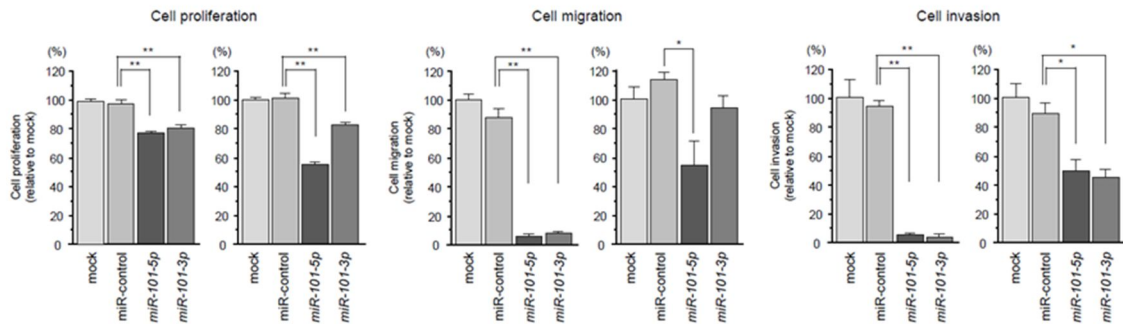 Cell proliferation
Cell migration
Cell invasion
(%)
**
**
120
100
80
60
40
20
0
Cell proliferation
(relative to mock)
mock
miR-control
miR-101-5p
miR-101-3p
(%)
**
**
120
100
80
60
40
20
0
mock
miR-control
miR-101-5p
miR-101-3p
(%)
**
**
120
100
80
60
40
20
0
Cell migration
(relative to mock)
mock
miR-control
miR-101-5p
miR-101-3p
(%)
*
120
100
80
60
40
20
0
mock
miR-control
miR-101-5p
miR-101-3p
(%)
**
**
120
100
80
60
40
20
0
Cell invasion
(relative to mock)
mock
miR-control
miR-101-5p
miR-101-3p
(%)
*
*
120
100
80
60
40
20
0
mock
miR-control
miR-101-5p
miR-101-3p